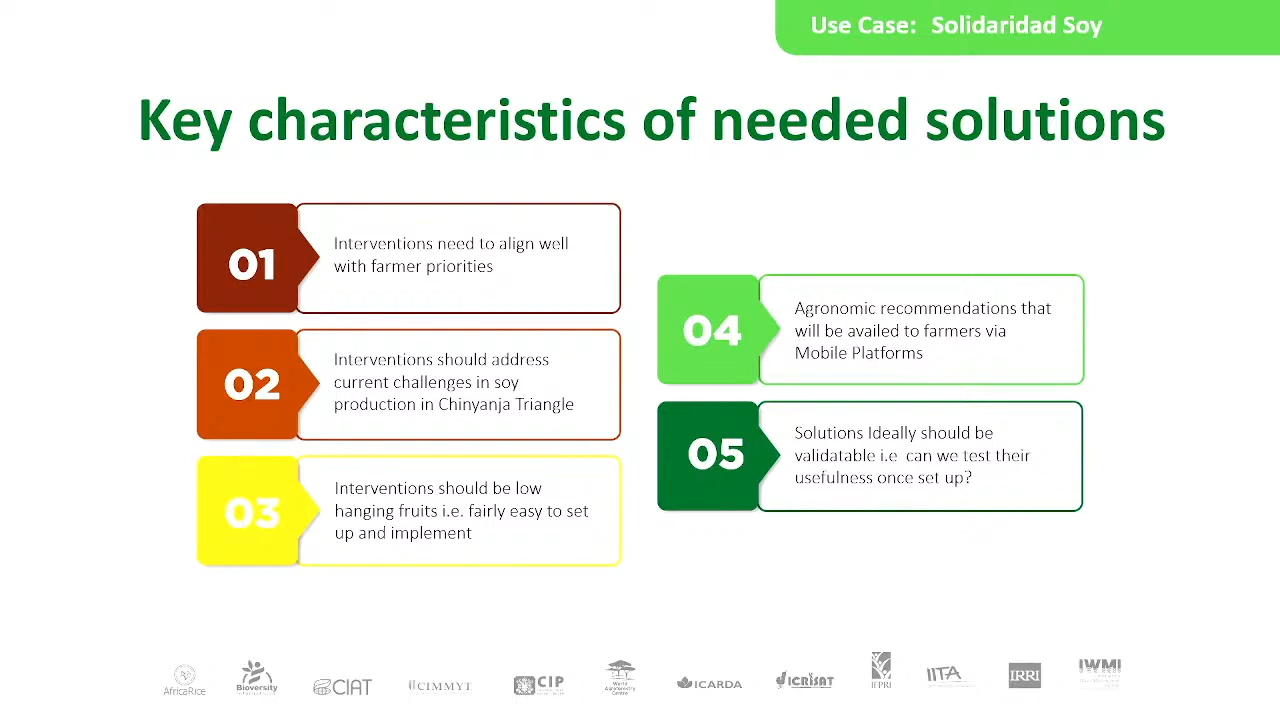 Use Case: Solidaridad Soy
Key characteristics of needed solutions
01
Interventions need to align well
with farmer priorities
02
Interventions should address
current challenges in soy
production in Chinyanja Triangle
03
Interventions should be low
hanging fruits i.e. fairly easy to set
up and implement
04
Agronomic recommendations that
will be availed to farmers via
Mobile Platforms
05
Solutions Ideally should be
validatable i.e can we test their
usefulness once set up?
AfricaRice
Bioversity
CIAT
CIMMYT
CIP
World
Agroforestry
Centre
ICARDA
ICRISAT
IFPRI
IITA
IRRI
IWMI